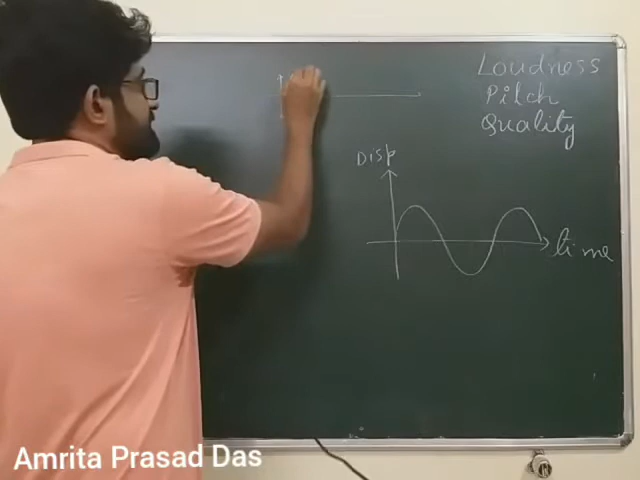 Loudness
Pitch
Quality
Disp
time
Amrita Prasad Das